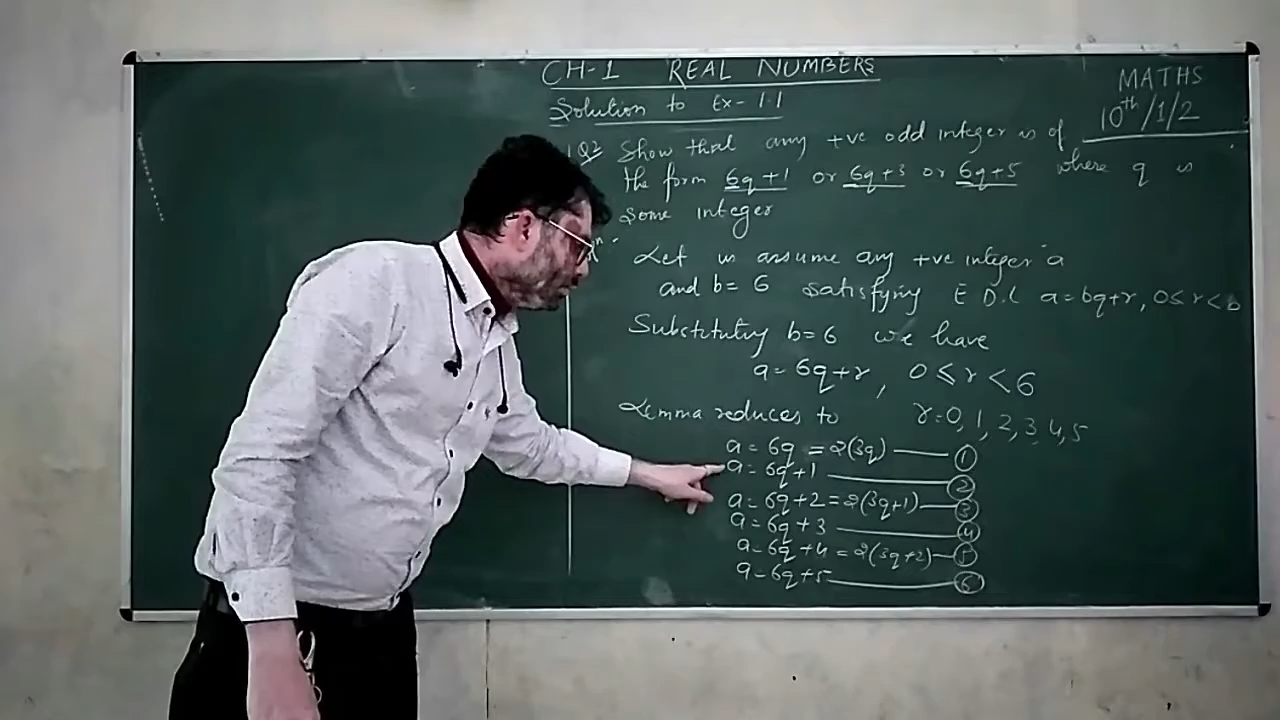 CH-1 REAL NUMBERS
MATHS
10th/1/2
Solution to Ex-1.1
Q2 Show that any +ve odd integer is of
the form 6q+1 or 6q+3 or 6q+5 where q is
some integer
Let us assume any +ve integer a
and b= 6 satisfying E D.L a=bq+r, 0≤r<b
Substituting b=6 we have
a= 6q+r, 0≤r<6
Lemma reduces to r=0,1,2,3,4,5
a= 6q =2(3q) —— ①
a= 6q+1 —— ②
a= 6q+2=2(3q+1) —— ③
a= 6q+3 —— ④
a= 6q+4=2(3q+2) — ⑤
a=6q+5 —— ⑥